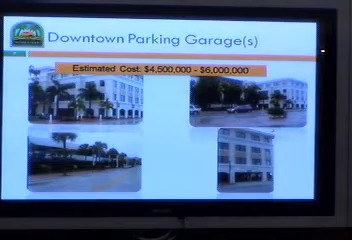 Downtown Parking Garage(s)
Estimated Cost: $4,500,000 - $6,000,000